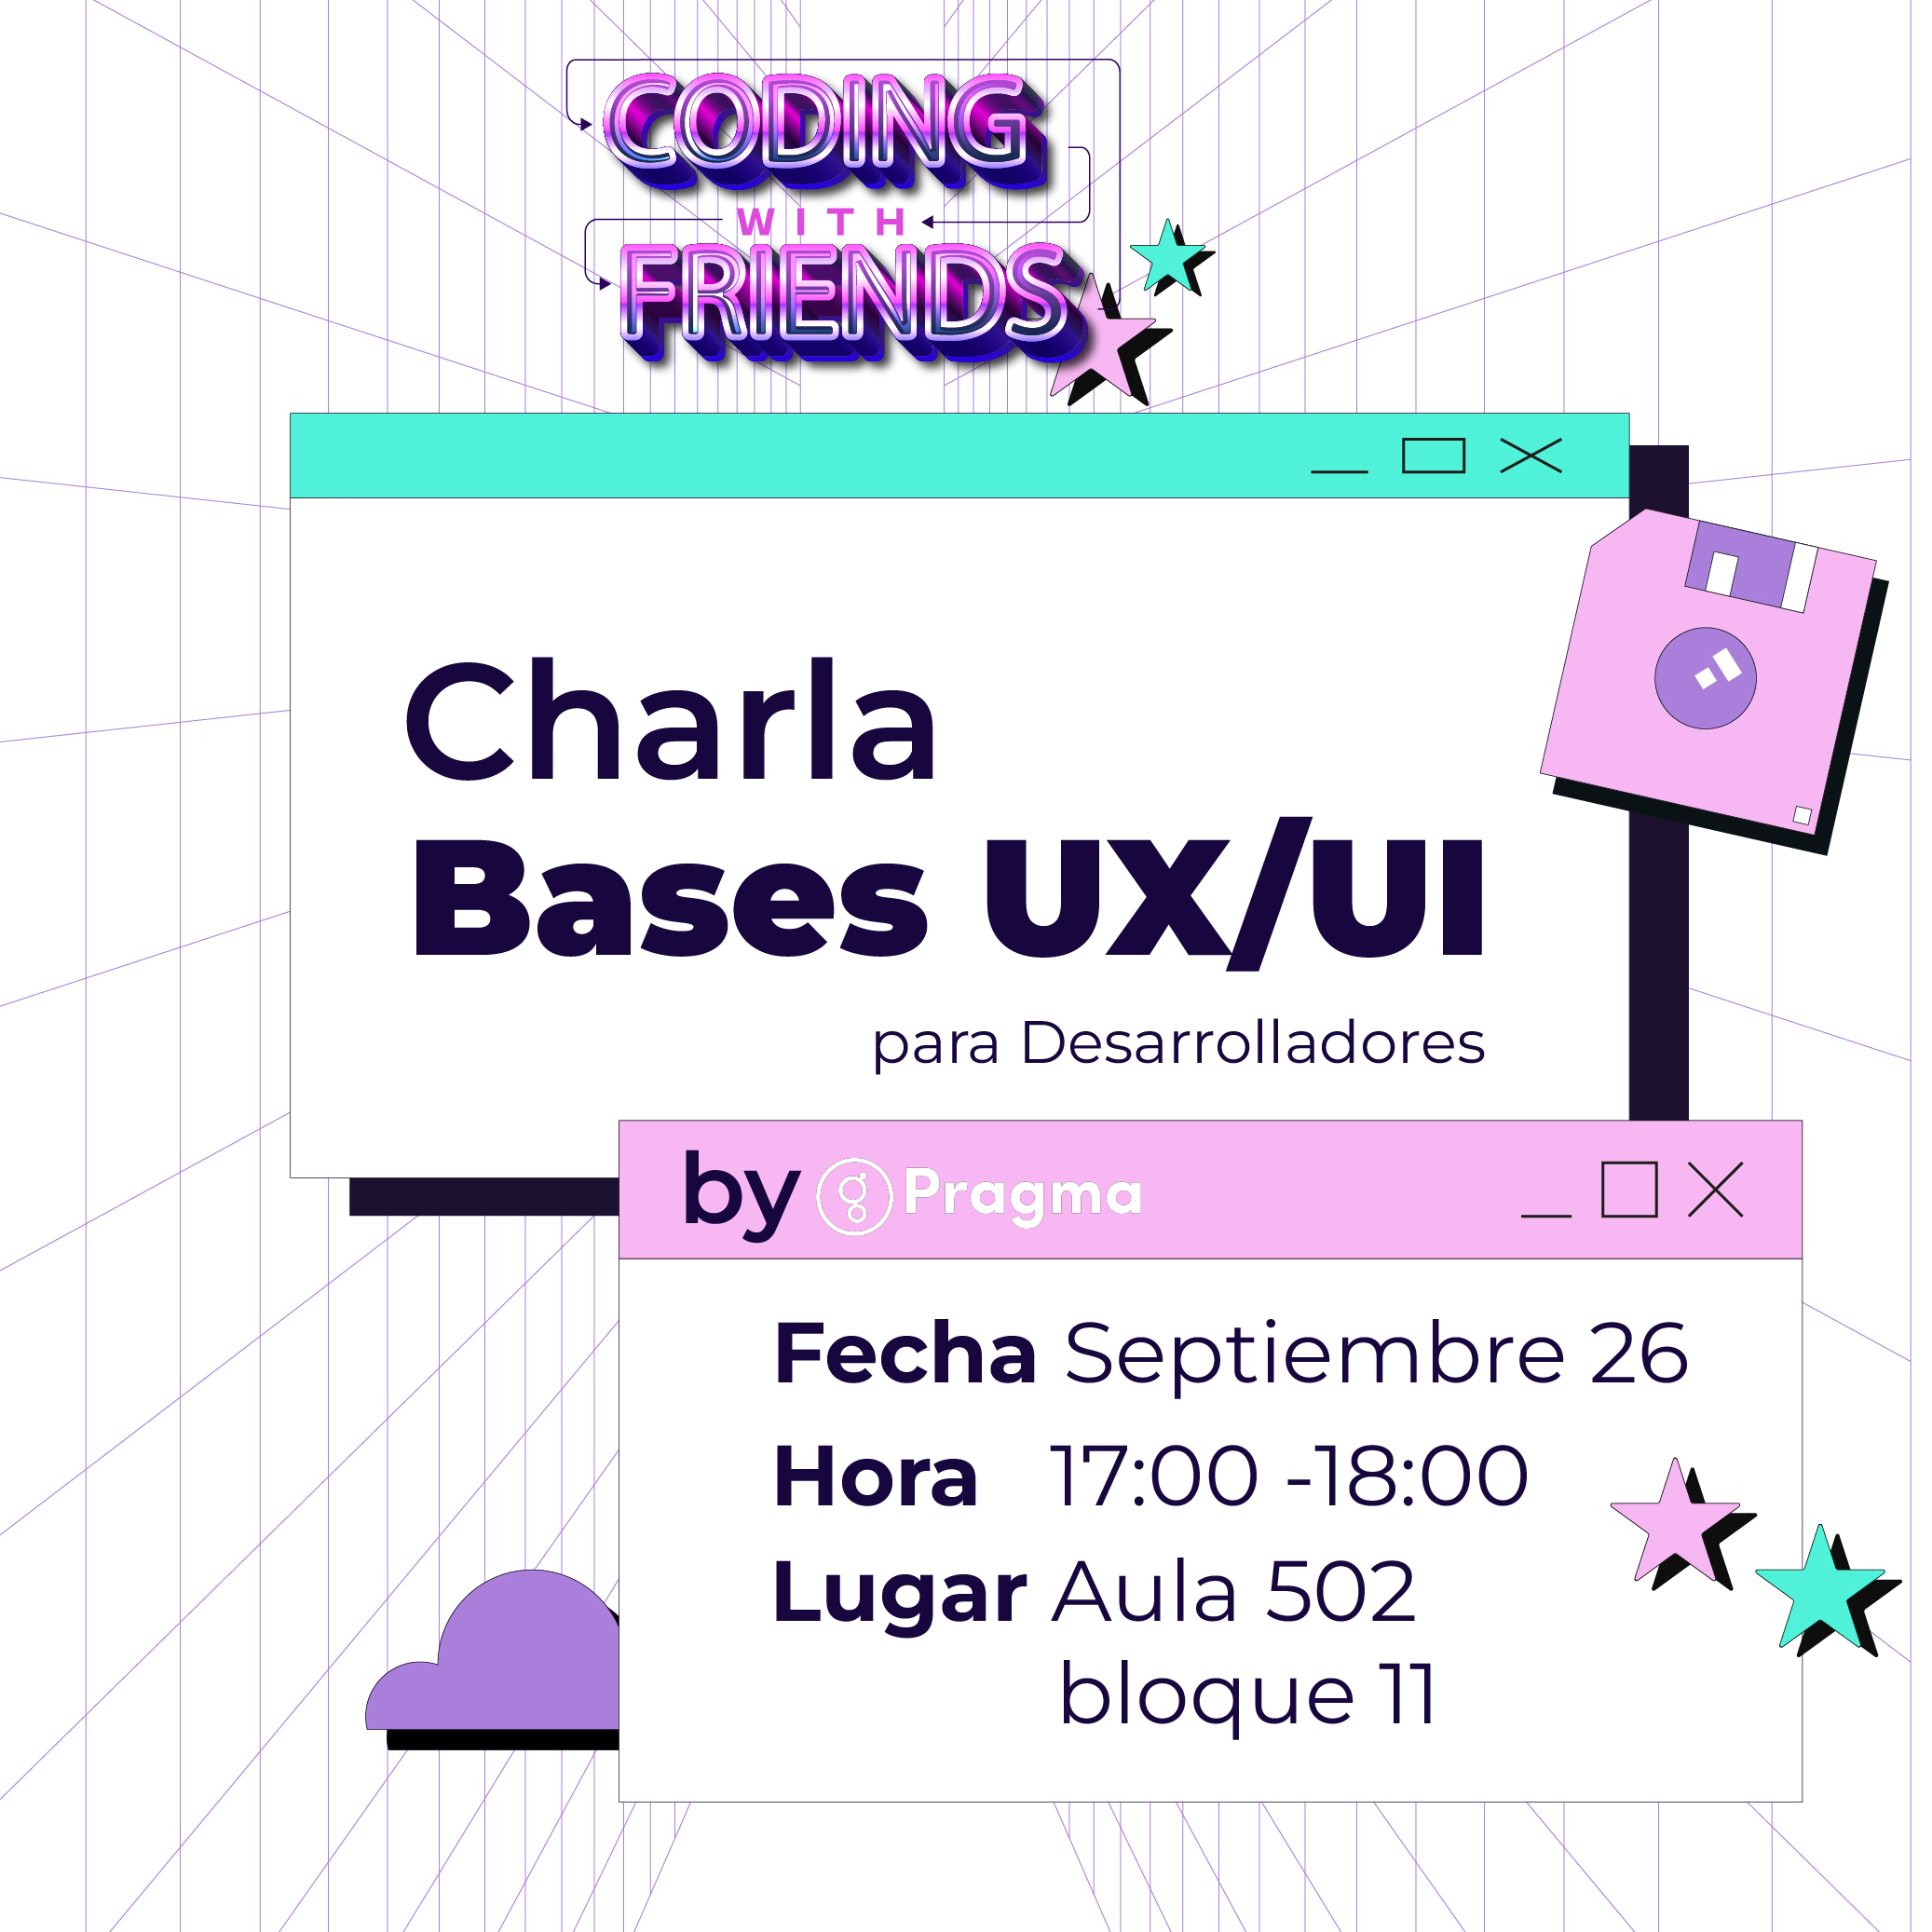 CODING
WITH
FRIENDS
Charla
Bases UX/UI
para Desarrolladores
by Pragma
Fecha Septiembre 26
Hora 17:00 -18:00
Lugar Aula 502
bloque 11